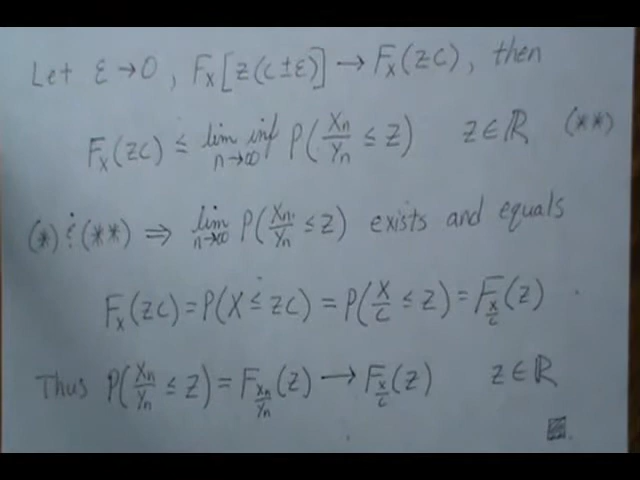 Let ε → 0, F_X[z(c ± ε)] → F_X(zc), then
F_X(zc) ≤ lim inf_{n→∞} P(X_n/Y_n ≤ z)  z ∈ ℝ  (**)
(*) & (**) ⇒ lim_{n→∞} P(X_n/Y_n ≤ z) exists and equals
F_X(zc) = P(X ≤ zc) = P(X/c ≤ z) = F_{X/c}(z)
Thus P(X_n/Y_n ≤ z) = F_{X_n/Y_n}(z) → F_{X/c}(z)  z ∈ ℝ